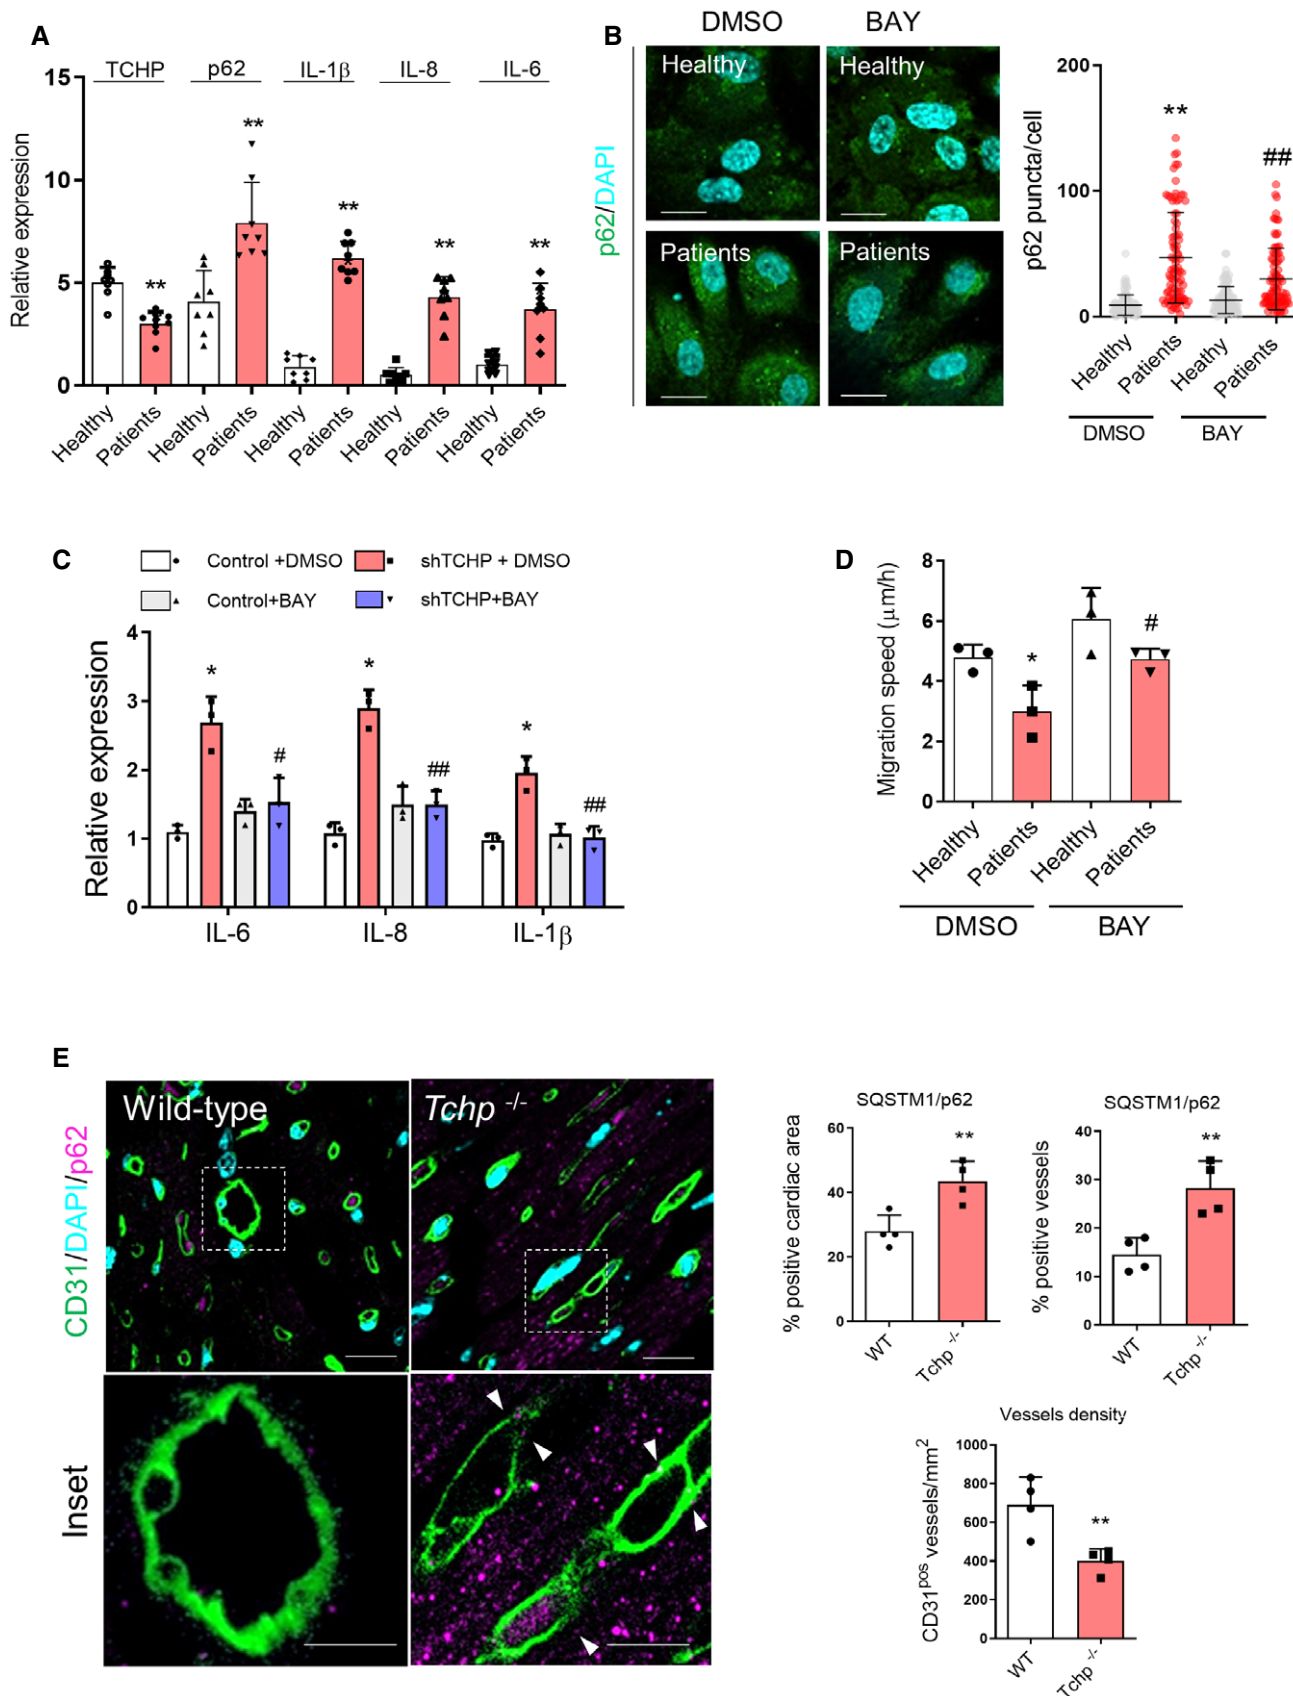 A
TCHP p62 IL-1β IL-8 IL-6
Relative expression
15
10
5
0
** ** ** ** **
Healthy Patients Healthy Patients Healthy Patients Healthy Patients Healthy Patients
B
DMSO BAY
p62/DAPI
Healthy Healthy
Patients Patients
p62 puncta/cell
200
100
0
** ##
Healthy Patients Heathy Patients
DMSO BAY
C
Control +DMSO shTCHP + DMSO
Control+BAY shTCHP+BAY
Relative expression
4
3
2
1
0
* # * ## * ##
IL-6 IL-8 IL-1β
D
Migration speed (μm/h)
8
6
4
2
0
* #
Healthy Patients Healthy Patients
DMSO BAY
E
CD31/DAPI/p62
Wild-type Tchp -/-
Inset
SQSTM1/p62
% positive cardiac area
60
40
20
0
**
WT Tchp -/-
SQSTM1/p62
% positive vessels
40
30
20
10
0
**
WT Tchp -/-
Vessels density
CD31pos vessels/mm2
1000
800
600
400
200
0
**
WT Tchp -/-